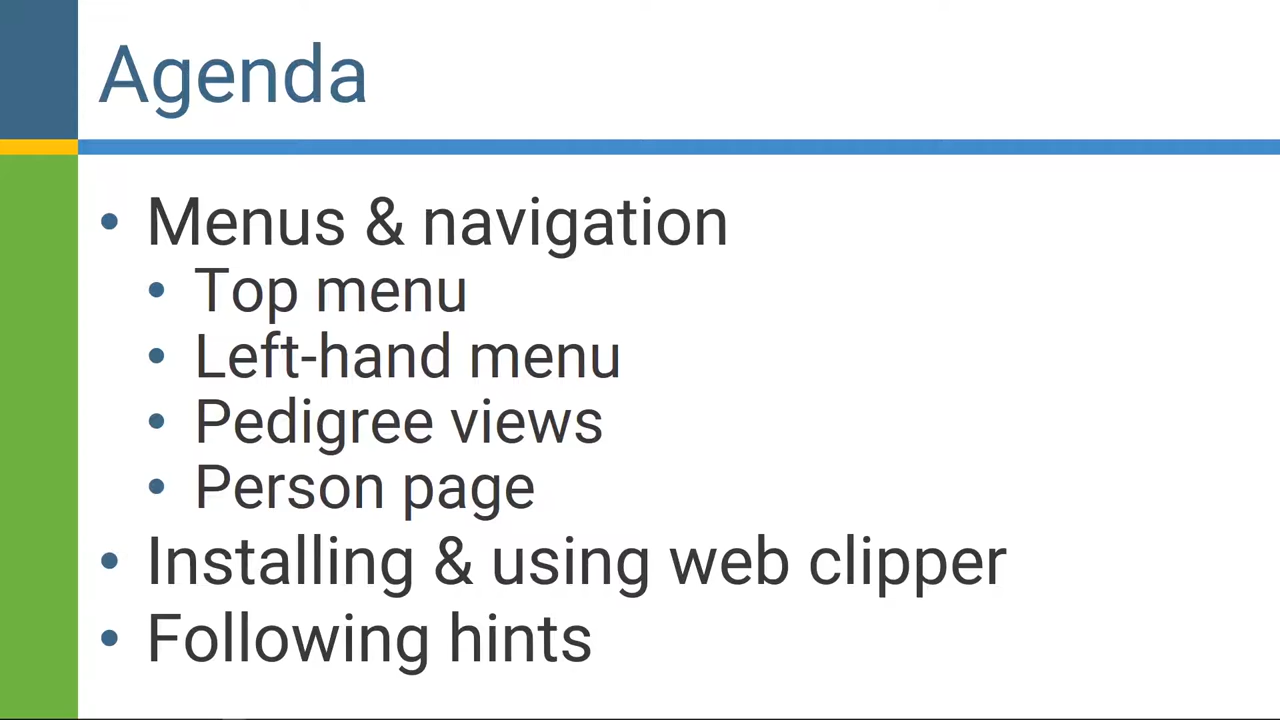 Agenda
• Menus & navigation
• Top menu
• Left-hand menu
• Pedigree views
• Person page
• Installing & using web clipper
• Following hints